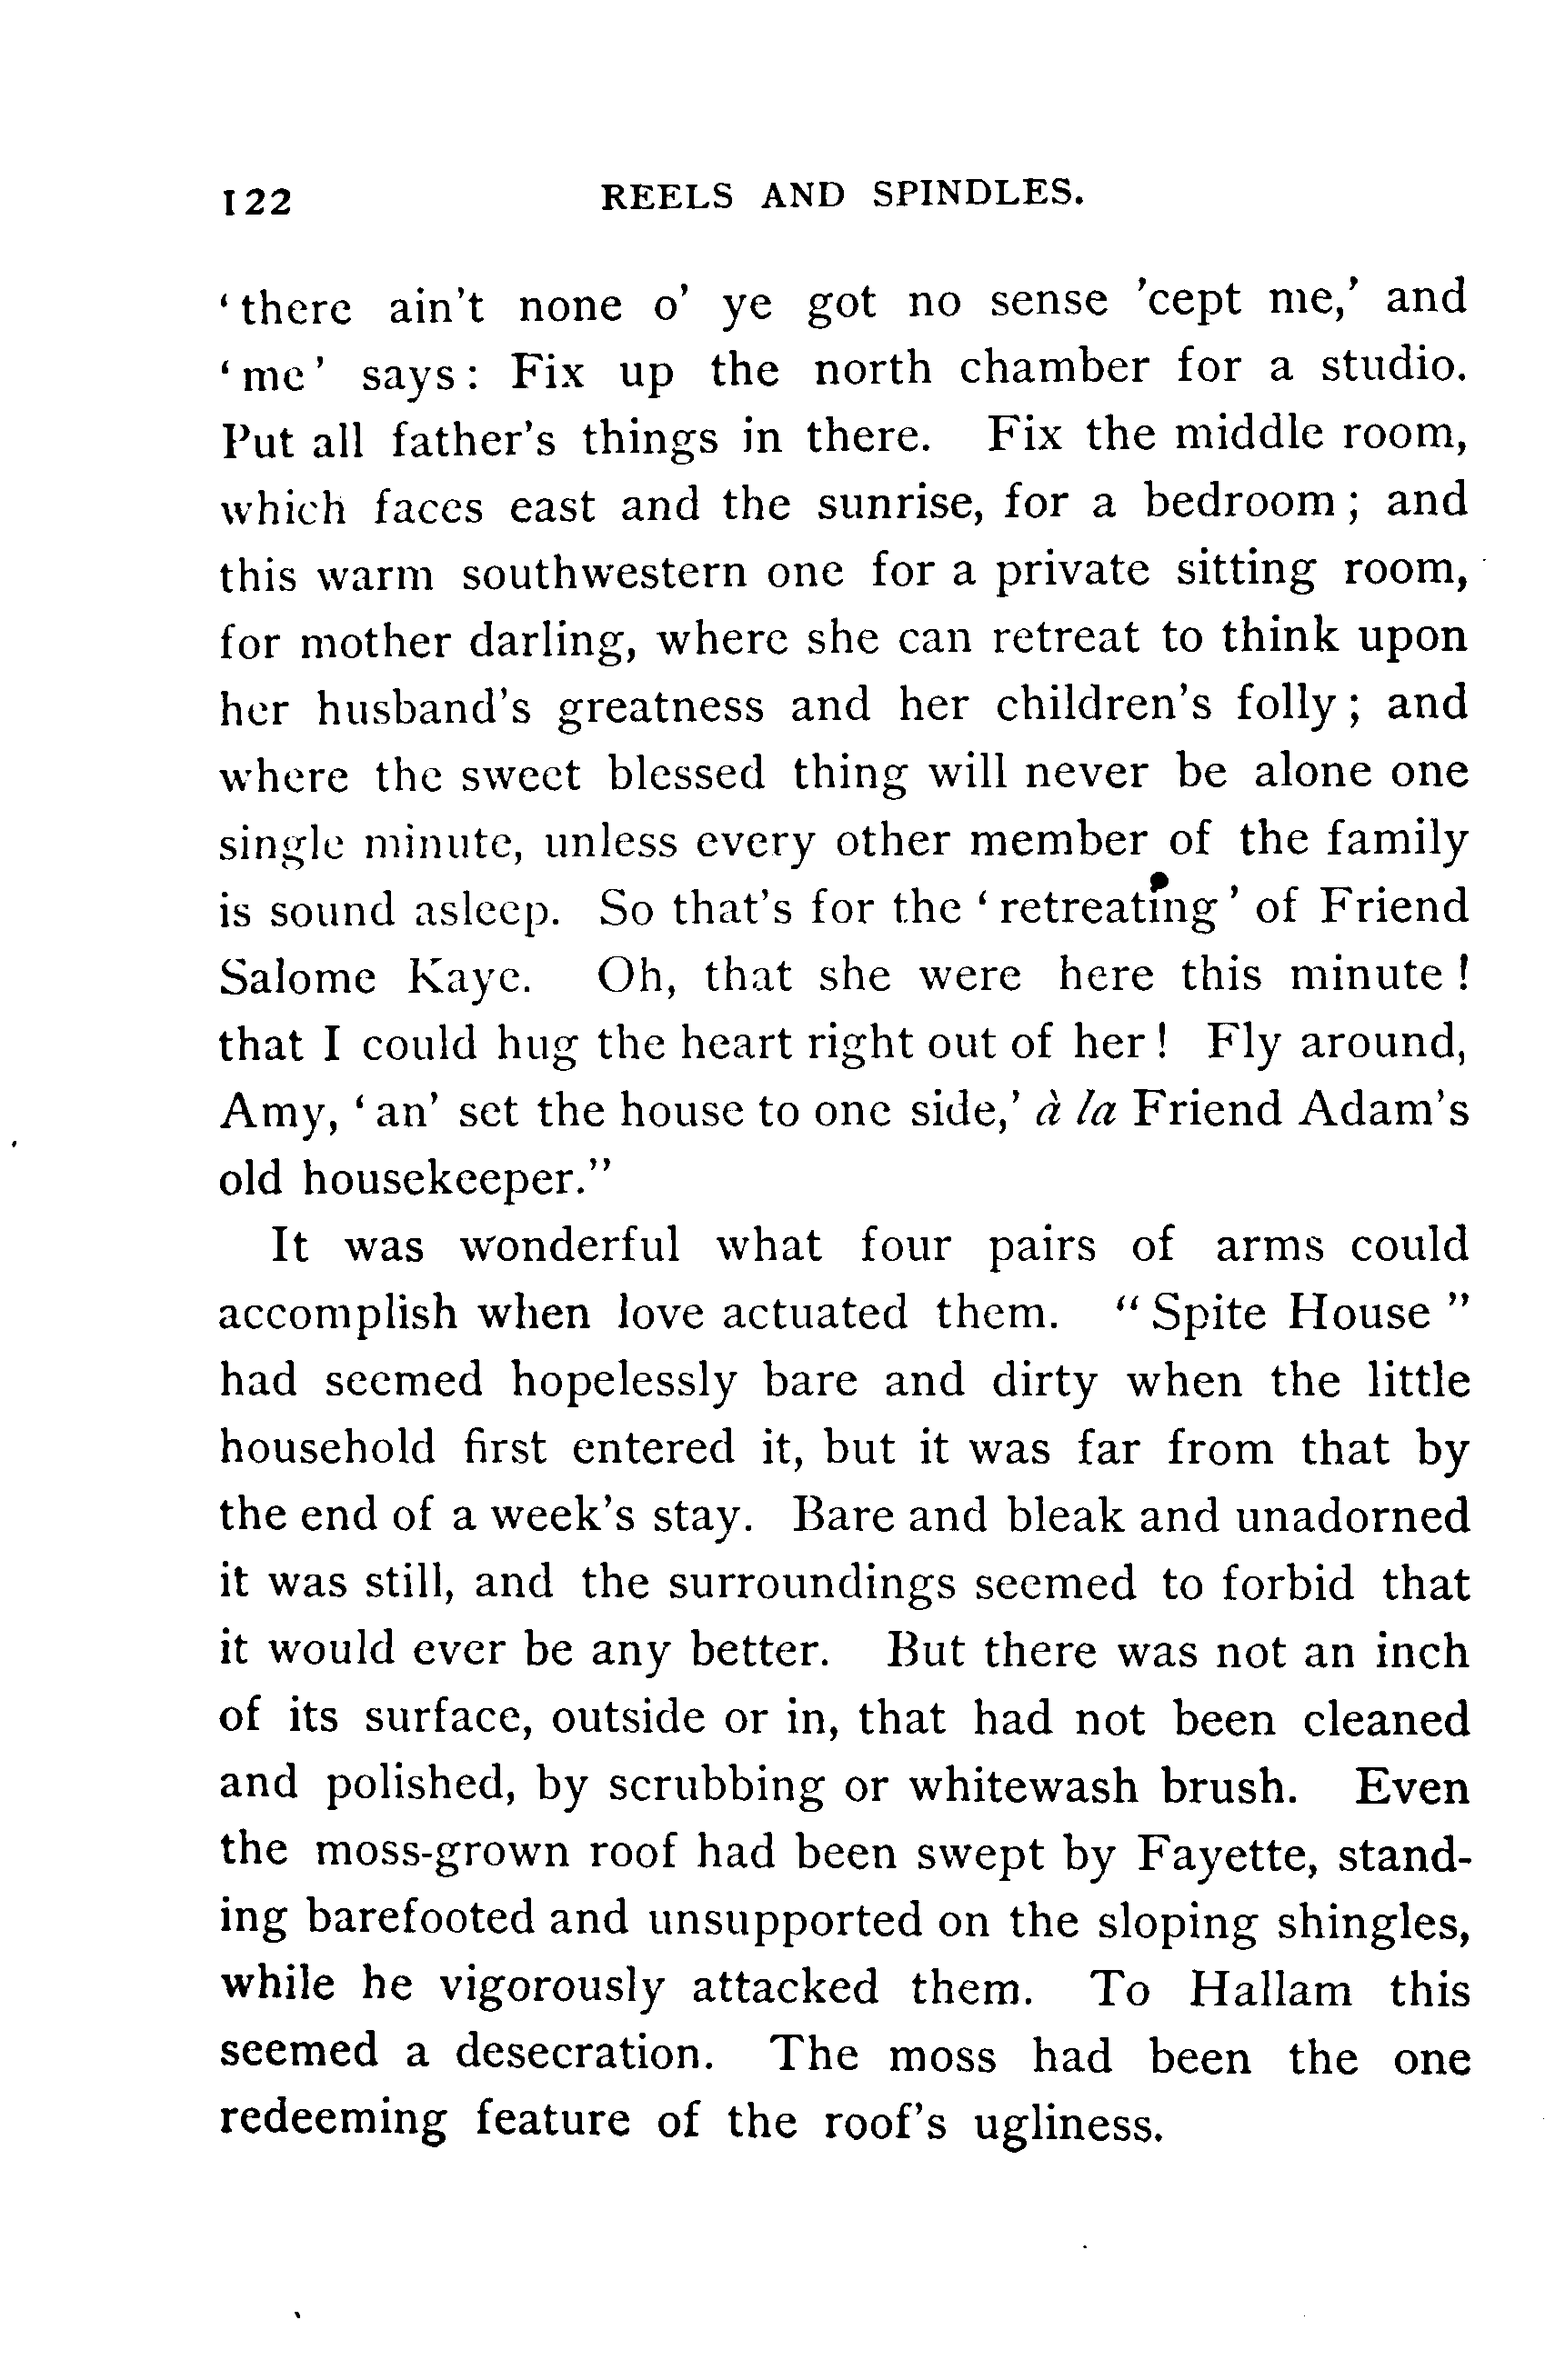 122 REELS AND SPINDLES.
‘there ain’t none o’ ye got no sense ’cept me,’ and
‘me’ says: Fix up the north chamber for a studio.
Put all father’s things in there. Fix the middle room,
which faces east and the sunrise, for a bedroom; and
this warm southwestern one for a private sitting room,
for mother darling, where she can retreat to think upon
her husband’s greatness and her children’s folly; and
where the sweet blessed thing will never be alone one
single minute, unless every other member of the family
is sound asleep. So that’s for the ‘retreating’ of Friend
Salome Kaye. Oh, that she were here this minute!
that I could hug the heart right out of her! Fly around,
Amy, ‘an’ set the house to one side,’ à la Friend Adam’s
old housekeeper.”
It was wonderful what four pairs of arms could
accomplish when love actuated them. “Spite House”
had seemed hopelessly bare and dirty when the little
household first entered it, but it was far from that by
the end of a week’s stay. Bare and bleak and unadorned
it was still, and the surroundings seemed to forbid that
it would ever be any better. But there was not an inch
of its surface, outside or in, that had not been cleaned
and polished, by scrubbing or whitewash brush. Even
the moss-grown roof had been swept by Fayette, stand-
ing barefooted and unsupported on the sloping shingles,
while he vigorously attacked them. To Hallam this
seemed a desecration. The moss had been the one
redeeming feature of the roof’s ugliness.